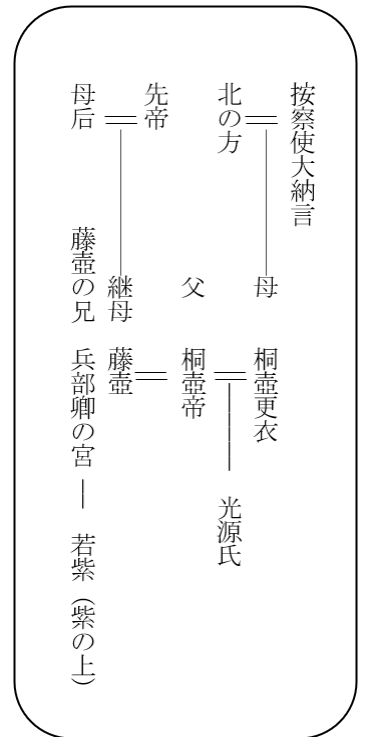 按察使大納言
北の方
母
桐壺更衣
光源氏
父
桐壺帝
先帝
継母
藤壺
母后
藤壺の兄 兵部卿の宮 ― 若紫(紫の上)